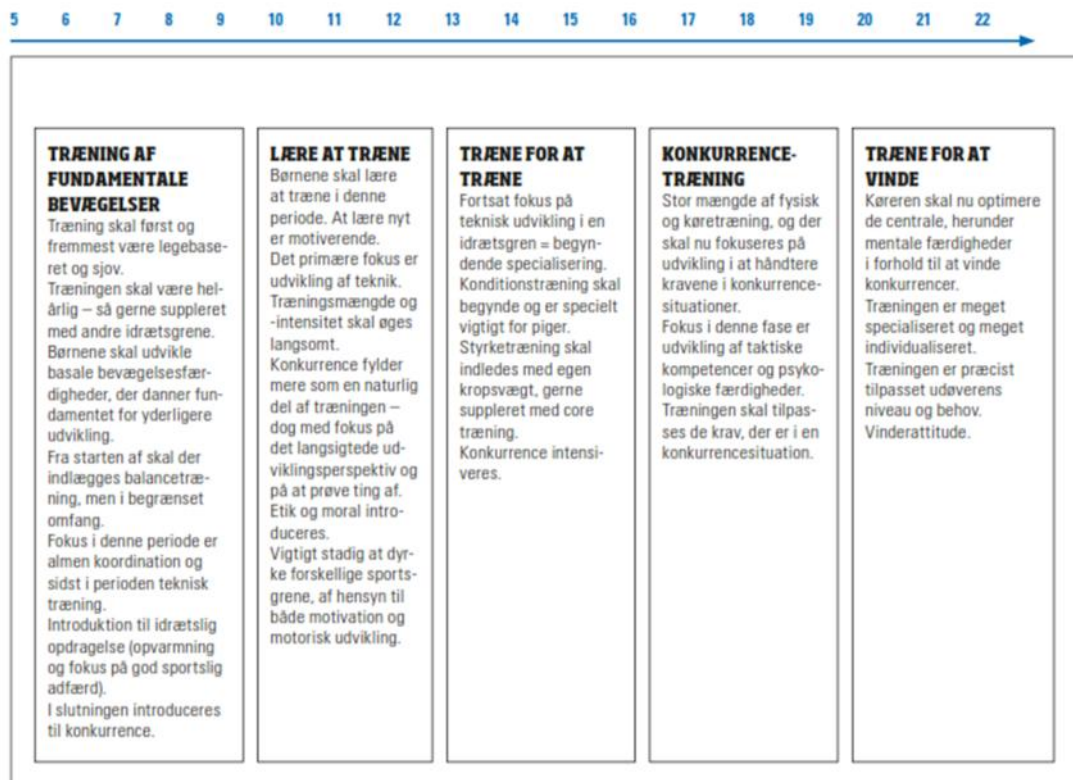 5 6 7 8 9 10 11 12 13 14 15 16 17 18 19 20 21 22
TRÆNING AF
FUNDAMENTALE
BEVÆGELSER
Træning skal først og
fremmest være legebase-
ret og sjov.
Træningen skal være hel-
årlig – så gerne suppleret
med andre idrætsgrene.
Børnene skal udvikle
basale bevægelsesfær-
digheder, der danner fun-
damentet for yderligere
udvikling.
Fra starten af skal der
indlægges balancetræ-
ning, men i begrænset
omfang.
Fokus i denne periode er
almen koordination og
sidst i perioden teknisk
træning.
Introduktion til idrætslig
opdragelse (opvarmning
og fokus på god sportslig
adfærd).
I slutningen introduceres
til konkurrence.
LÆRE AT TRÆNE
Børnene skal lære
at træne i denne
periode. At lære nyt
er motiverende.
Det primære fokus er
udvikling af teknik.
Træningsmængde og
-intensitet skal øges
langsomt.
Konkurrence fylder
mere som en naturlig
del af træningen –
dog med fokus på
det langsigtede ud-
viklingsperspektiv og
på at prøve ting af.
Etik og moral intro-
duceres.
Vigtigt stadig at dyr-
ke forskellige sports-
grene, af hensyn til
både motivation og
motorisk udvikling.
TRÆNE FOR AT
TRÆNE
Fortsat fokus på
teknisk udvikling i en
idrætsgren = begyn-
dende specialisering.
Konditionstræning skal
begynde og er specielt
vigtigt for piger.
Styrketræning skal
indledes med egen
kropsvægt, gerne
suppleret med core
træning.
Konkurrence intensi-
veres.
KONKURRENCE-
TRÆNING
Stor mængde af fysisk
og køretræning, og der
skal nu fokuseres på
udvikling i at håndtere
kravene i konkurrence-
situationer.
Fokus i denne fase er
udvikling af taktiske
kompetencer og psyko-
logiske færdigheder.
Træningen skal tilpas-
ses de krav, der er i en
konkurrencesituation.
TRÆNE FOR AT
VINDE
Køreren skal nu optimere
de centrale, herunder
mentale færdigheder
i forhold til at vinde
konkurrencer.
Træningen er meget
specialiseret og meget
individualiseret.
Træningen er præcist
tilpasset udøverens
niveau og behov.
Vinderattitude.